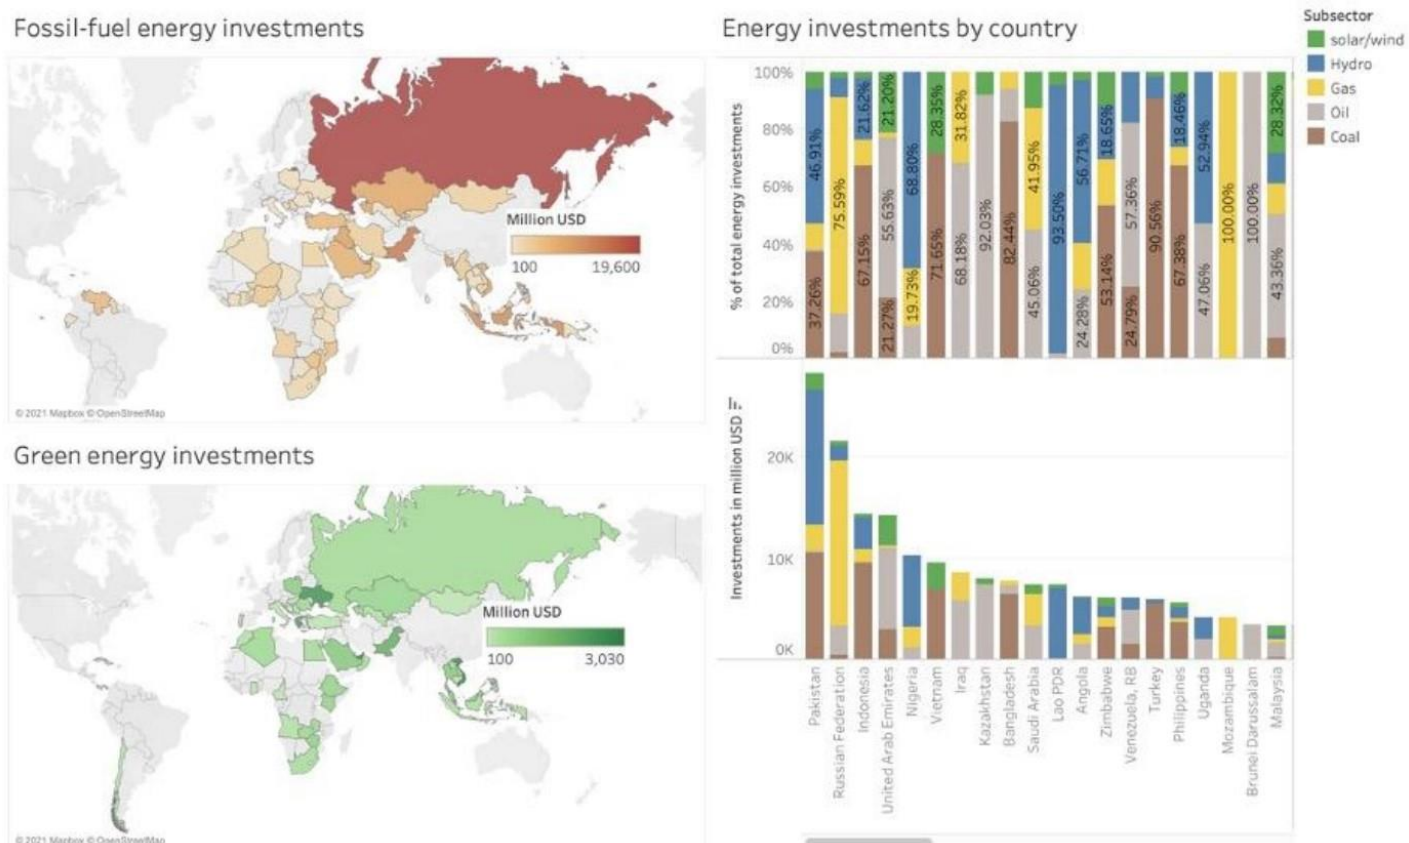 Fossil-fuel energy investments
Million USD
100 19,600
© 2021 Mapbox © OpenStreetMap
Green energy investments
Million USD
100 3,030
© 2021 Mapbox © OpenStreetMap
Energy investments by country
Subsector
solar/wind
Hydro
Gas
Oil
Coal
% of total energy investments
100%
80%
60%
40%
20%
0%
37.26%
46.91%
75.59%
67.15%
21.62%
21.27%
55.63%
21.20%
19.73%
68.80%
71.65%
28.35%
68.18%
31.82%
92.03%
82.44%
45.06%
41.95%
93.50%
24.28%
56.71%
53.14%
18.65%
24.79%
57.36%
90.56%
67.38%
18.46%
47.06%
52.94%
100.00%
100.00%
43.36%
28.32%
Investments in million USD
20K
10K
0K
Pakistan
Russian Federation
Indonesia
United Arab Emirates
Nigeria
Vietnam
Iraq
Kazakhstan
Bangladesh
Saudi Arabia
Lao PDR
Angola
Zimbabwe
Venezuela, RB
Turkey
Philippines
Uganda
Mozambique
Brunei Darussalam
Malaysia